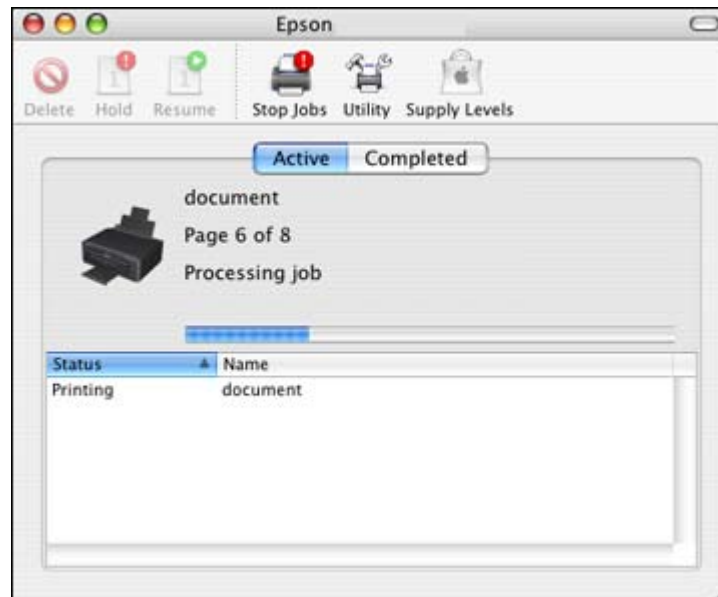 Epson
Delete Hold Resume Stop Jobs Utility Supply Levels
Active Completed
document
Page 6 of 8
Processing job
Status Name
Printing document